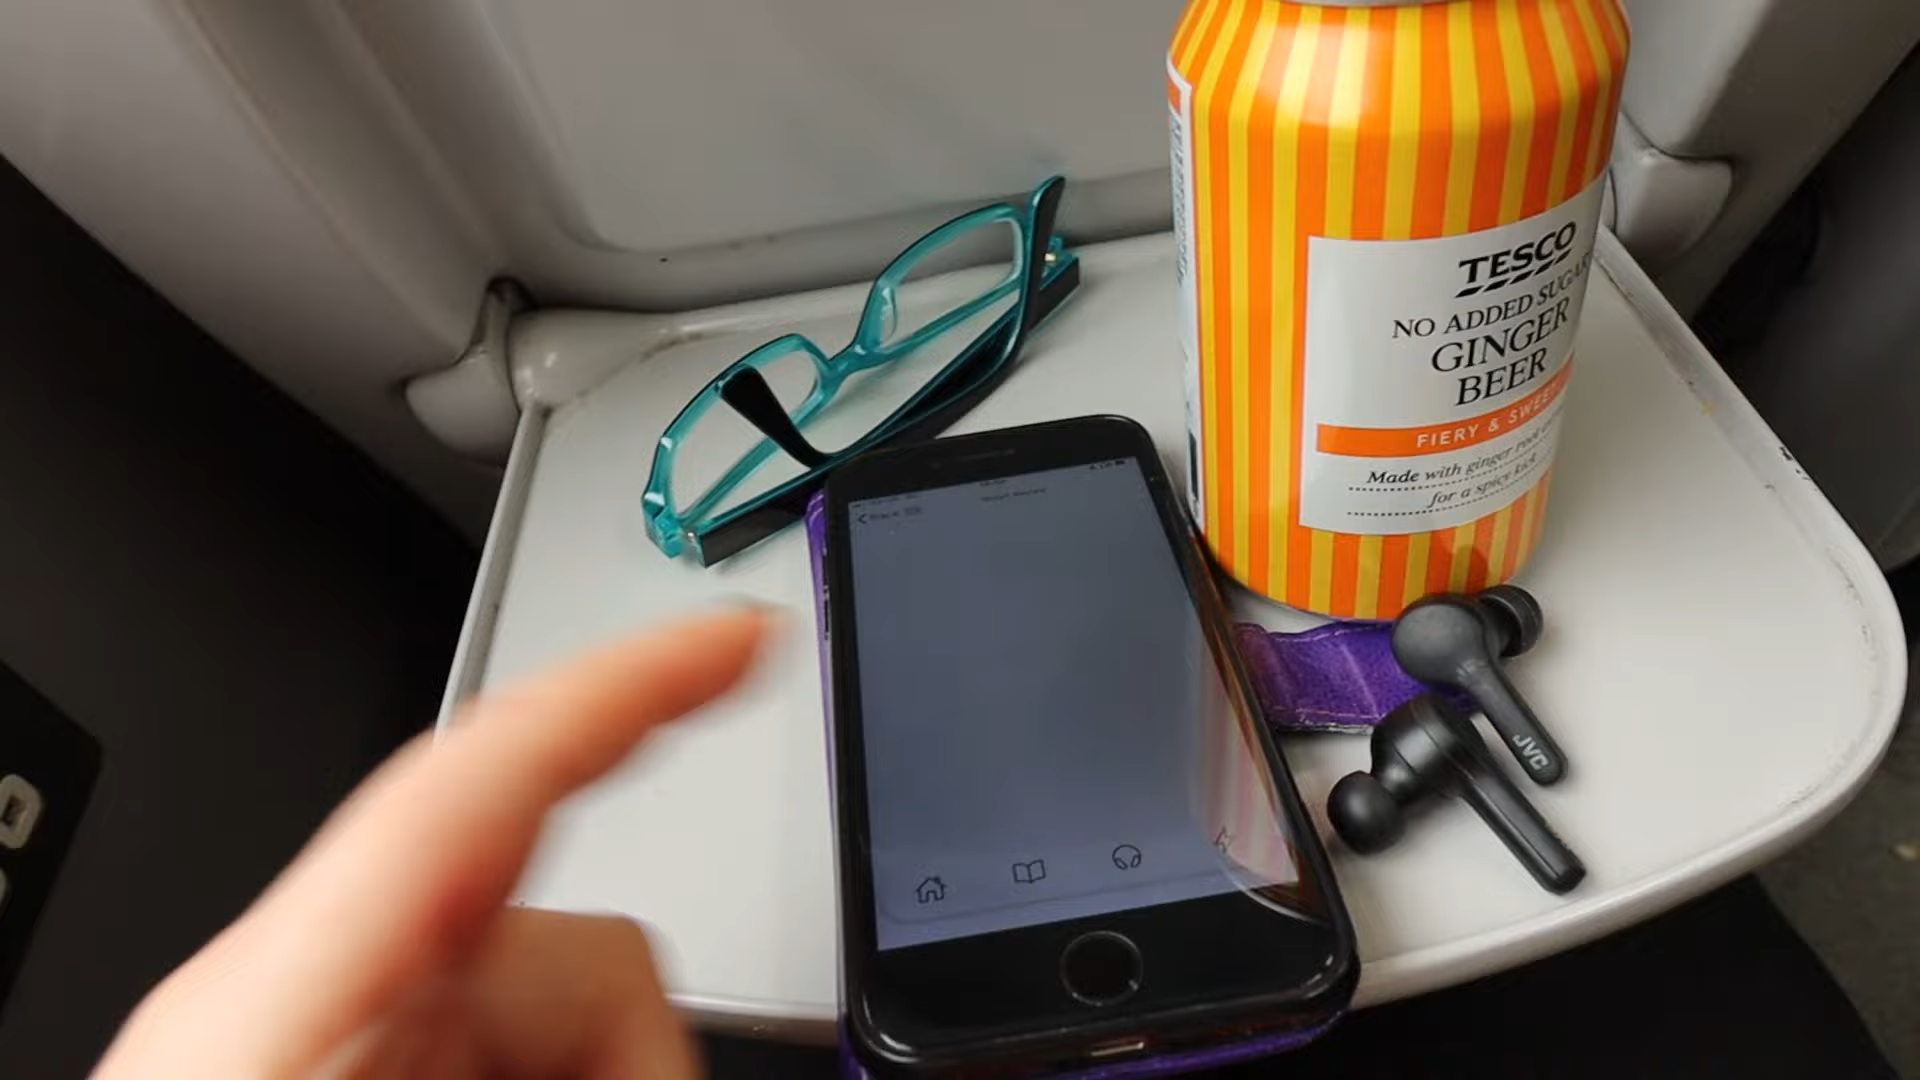 TESCO
NO ADDED SUGAR
GINGER
BEER
FIERY & SWEET
Made with ginger root
for a spicy kick
JVC